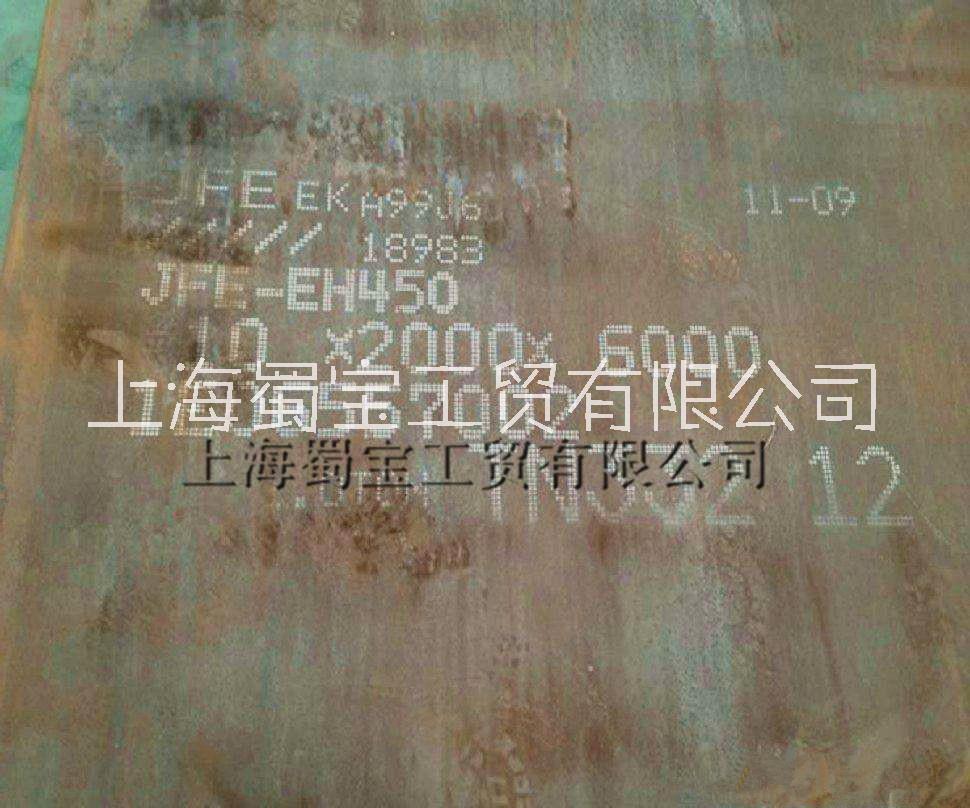 JFE EK A99J6 11-09
////// 18983
JFE-EH450
10 x2000x 6000
上海蜀宝工贸有限公司
上海蜀宝工贸有限公司
12